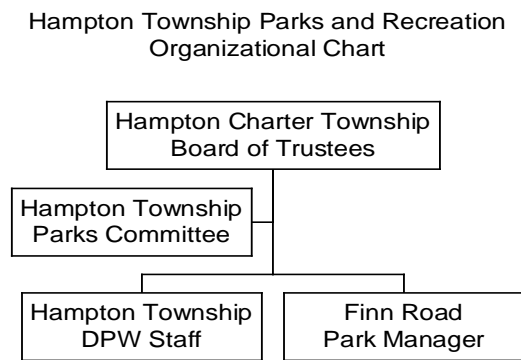 Hampton Township Parks and Recreation
Organizational Chart
Hampton Charter Township
Board of Trustees
Hampton Township
Parks Committee
Hampton Township
DPW Staff
Finn Road
Park Manager